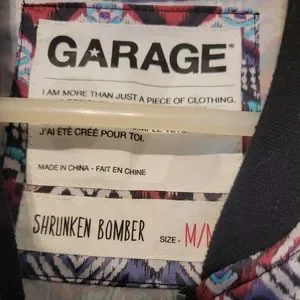 GARAGE
I AM MORE THAN JUST A PIECE OF CLOTHING.
J'AI ÉTÉ CRÉÉ POUR TOI.
MADE IN CHINA - FAIT EN CHINE
SHRUNKEN BOMBER SIZE - M/